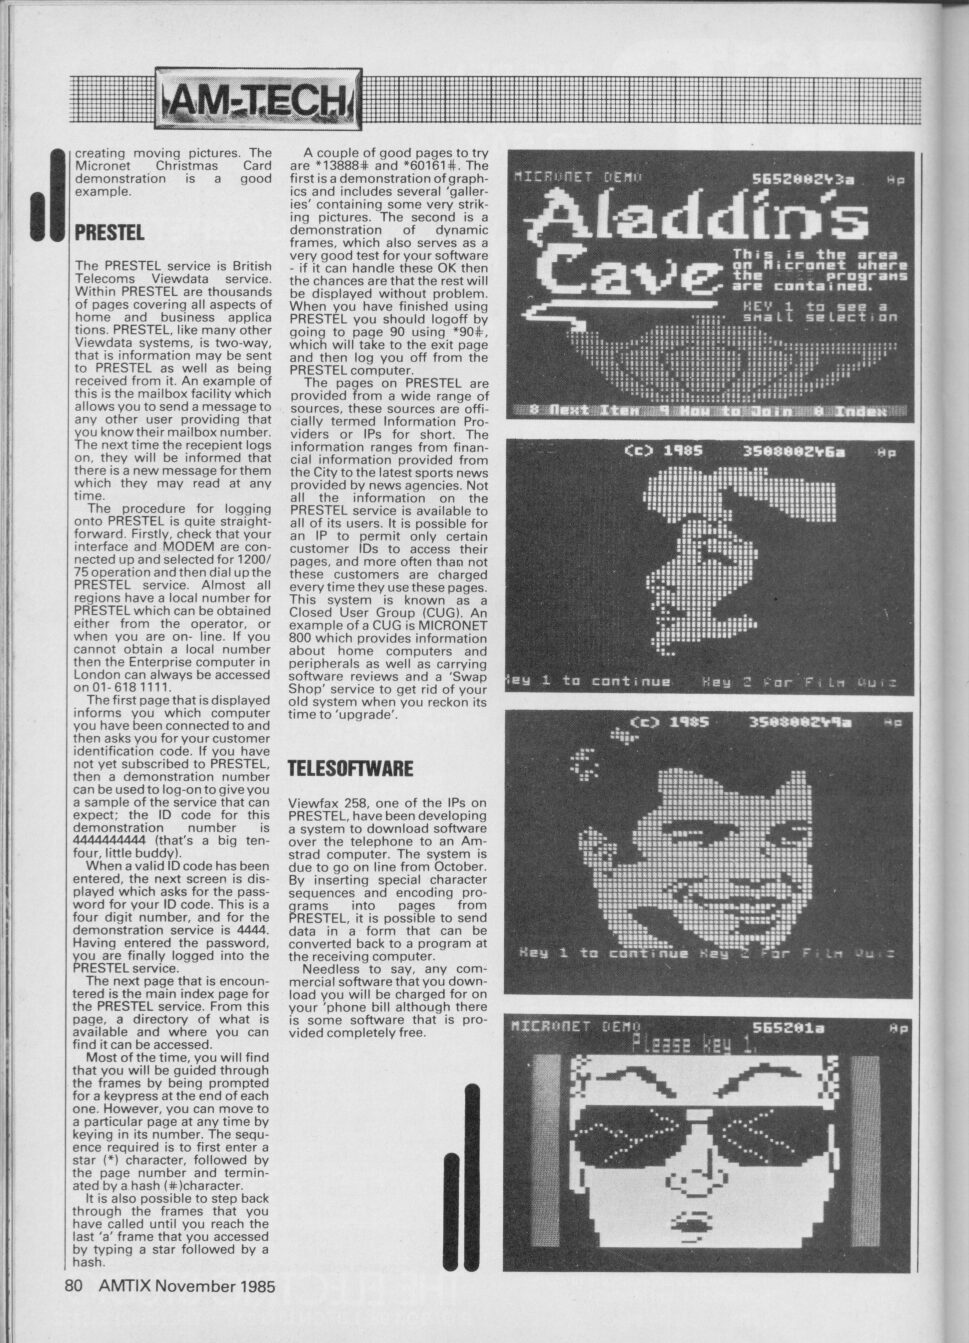 AM-TECH
creating moving pictures. The
Micronet Christmas Card
demonstration is a good
example.
PRESTEL
The PRESTEL service is British
Telecoms Viewdata service.
Within PRESTEL are thousands
of pages covering all aspects of
home and business applica
tions. PRESTEL, like many other
Viewdata systems, is two-way,
that is information may be sent
to PRESTEL as well as being
received from it. An example of
this is the mailbox facility which
allows you to send a message to
any other user providing that
you know their mailbox number.
The next time the recepient logs
on, they will be informed that
there is a new message for them
which they may read at any
time.
The procedure for logging
onto PRESTEL is quite straight-
forward. Firstly, check that your
interface and MODEM are con-
nected up and selected for 1200/
75 operation and then dial up the
PRESTEL service. Almost all
regions have a local number for
PRESTEL which can be obtained
either from the operator, or
when you are on- line. If you
cannot obtain a local number
then the Enterprise computer in
London can always be accessed
on 01- 618 1111.
The first page that is displayed
informs you which computer
you have been connected to and
then asks you for your customer
identification code. If you have
not yet subscribed to PRESTEL,
then a demonstration number
can be used to log-on to give you
a sample of the service that can
expect; the ID code for this
demonstration number is
4444444444 (that's a big ten-
four, little buddy).
When a valid ID code has been
entered, the next screen is dis-
played which asks for the pass-
word for your ID code. This is a
four digit number, and for the
demonstration service is 4444.
Having entered the password,
you are finally logged into the
PRESTEL service.
The next page that is encoun-
tered is the main index page for
the PRESTEL service. From this
page, a directory of what is
available and where you can
find it can be accessed.
Most of the time, you will find
that you will be guided through
the frames by being prompted
for a keypress at the end of each
one. However, you can move to
a particular page at any time by
keying in its number. The sequ-
ence required is to first enter a
star (*) character, followed by
the page number and termin-
ated by a hash (#)character.
It is also possible to step back
through the frames that you
have called until you reach the
last 'a' frame that you accessed
by typing a star followed by a
hash.
A couple of good pages to try
are *13888# and *60161#. The
first is a demonstration of graph-
ics and includes several 'galler-
ies' containing some very strik-
ing pictures. The second is a
demonstration of dynamic
frames, which also serves as a
very good test for your software
- if it can handle these OK then
the chances are that the rest will
be displayed without problem.
When you have finished using
PRESTEL you should logoff by
going to page 90 using *90#,
which will take to the exit page
and then log you off from the
PRESTEL computer.
The pages on PRESTEL are
provided from a wide range of
sources, these sources are offi-
cially termed Information Pro-
viders or IPs for short. The
information ranges from finan-
cial information provided from
the City to the latest sports news
provided by news agencies. Not
all the information on the
PRESTEL service is available to
all of its users. It is possible for
an IP to permit only certain
customer IDs to access their
pages, and more often than not
these customers are charged
every time they use these pages.
This system is known as a
Closed User Group (CUG). An
example of a CUG is MICRONET
800 which provides information
about home computers and
peripherals as well as carrying
software reviews and a 'Swap
Shop' service to get rid of your
old system when you reckon its
time to 'upgrade'.
TELESOFTWARE
Viewfax 258, one of the IPs on
PRESTEL, have been developing
a system to download software
over the telephone to an Am-
strad computer. The system is
due to go on line from October.
By inserting special character
sequences and encoding pro-
grams into pages from
PRESTEL, it is possible to send
data in a form that can be
converted back to a program at
the receiving computer.
Needless to say, any com-
mercial software that you down-
load you will be charged for on
your 'phone bill although there
is some software that is pro-
vided completely free.
MICRONET DEMO 565200243a 0p
Aladdin's
Cave
This is the area
on Micronet where
the programs
are contained.
KEY 1 to see a
small selection
8 Next Item 9 How to Join 0 Index
(c) 1985 350800246a 0p
Key 1 to continue Key 2 For Film Quiz
(c) 1985 350800249a 0p
Key 1 to continue Key 2 For Film Quiz
MICRONET DEMO 565201a 0p
Please key 1.
80 AMTIX November 1985